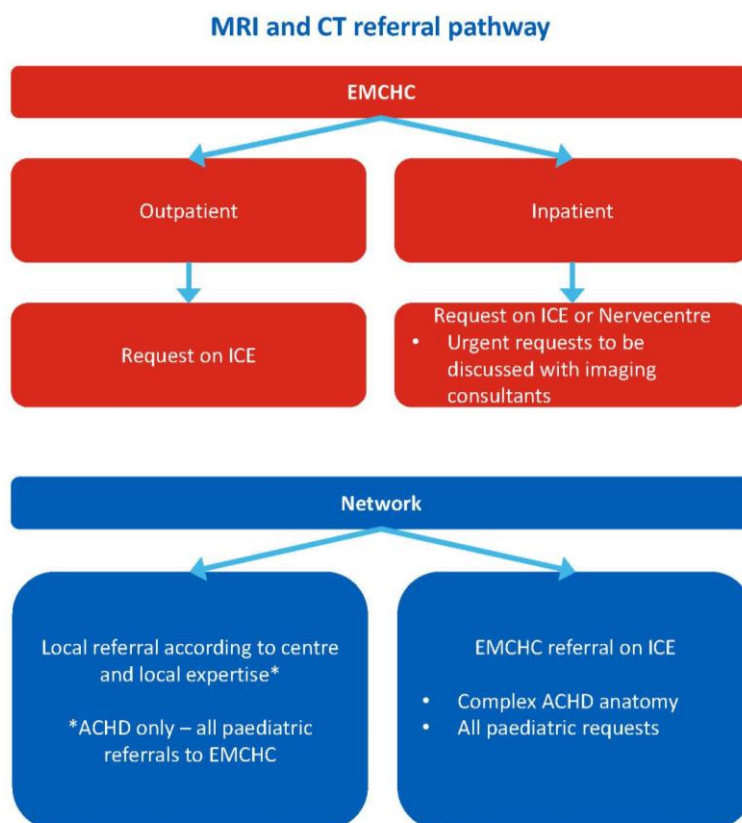 MRI and CT referral pathway
EMCHC
Outpatient
Inpatient
Request on ICE
Request on ICE or Nervecentre
• Urgent requests to be
discussed with imaging
consultants
Network
Local referral according to centre
and local expertise*
*ACHD only – all paediatric
referrals to EMCHC
EMCHC referral on ICE
• Complex ACHD anatomy
• All paediatric requests